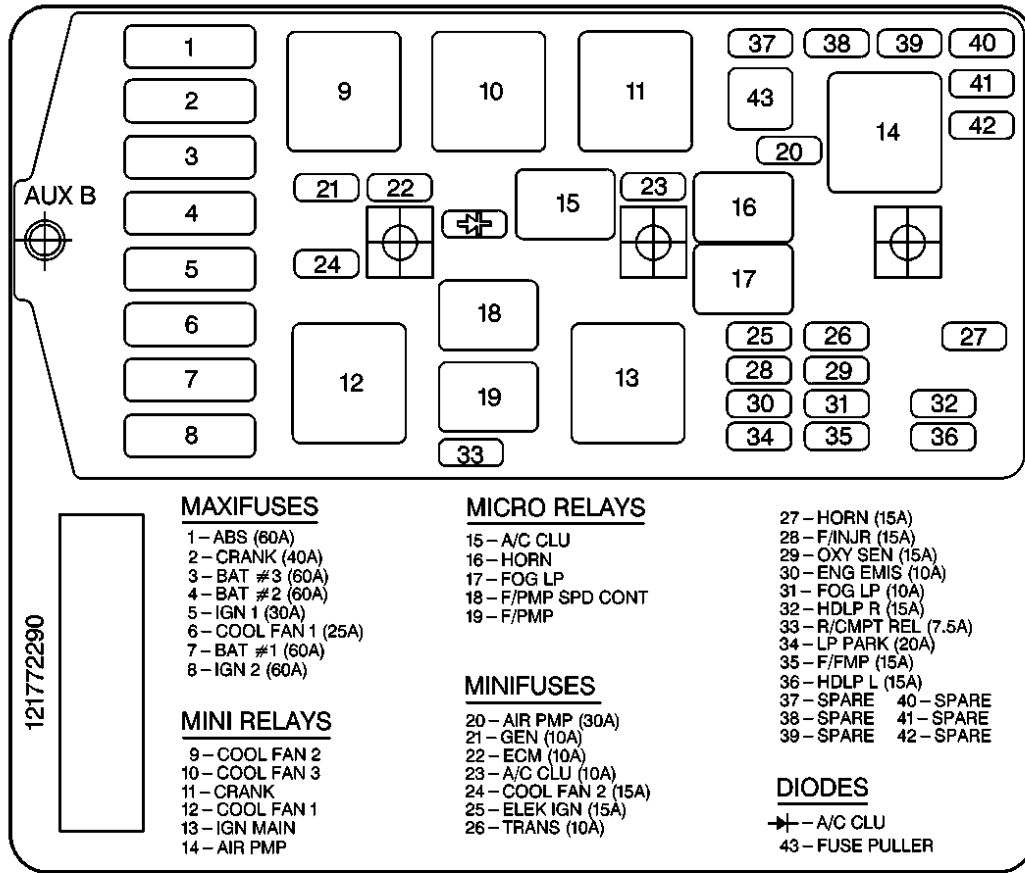 1
2
3
4
5
6
7
8
AUX B
9
10
11
37
38
39
40
43
14
41
42
20
21
22
15
23
16
24
17
18
12
19
13
33
25
26
27
28
29
30
31
32
34
35
36
121772290
MAXIFUSES
1 – ABS (60A)
2 – CRANK (40A)
3 – BAT #3 (60A)
4 – BAT #2 (60A)
5 – IGN 1 (30A)
6 – COOL FAN 1 (25A)
7 – BAT #1 (60A)
8 – IGN 2 (60A)
MINI RELAYS
9 – COOL FAN 2
10 – COOL FAN 3
11 – CRANK
12 – COOL FAN 1
13 – IGN MAIN
14 – AIR PMP
MICRO RELAYS
15 – A/C CLU
16 – HORN
17 – FOG LP
18 – F/PMP SPD CONT
19 – F/PMP
MINIFUSES
20 – AIR PMP (30A)
21 – GEN (10A)
22 – ECM (10A)
23 – A/C CLU (10A)
24 – COOL FAN 2 (15A)
25 – ELEK IGN (15A)
26 – TRANS (10A)
27 – HORN (15A)
28 – F/INJR (15A)
29 – OXY SEN (15A)
30 – ENG EMIS (10A)
31 – FOG LP (10A)
32 – HDLP R (15A)
33 – R/CMPT REL (7.5A)
34 – LP PARK (20A)
35 – F/FMP (15A)
36 – HDLP L (15A)
37 – SPARE 40 – SPARE
38 – SPARE 41 – SPARE
39 – SPARE 42 – SPARE
DIODES
– A/C CLU
43 – FUSE PULLER